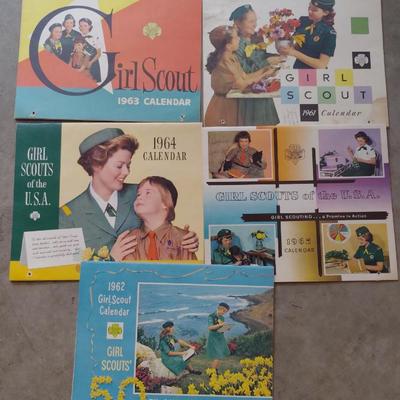 Girl Scout
1963 CALENDAR
GIRL
SCOUT
1961
Calendar
GIRL
SCOUTS
of the
U.S.A.
1964
CALENDAR
GIRL SCOUTS of the U.S.A.
GIRL SCOUTING . . . a Promise in Action
CALENDAR
1962
Girl Scout
Calendar
GIRL
SCOUTS'
50